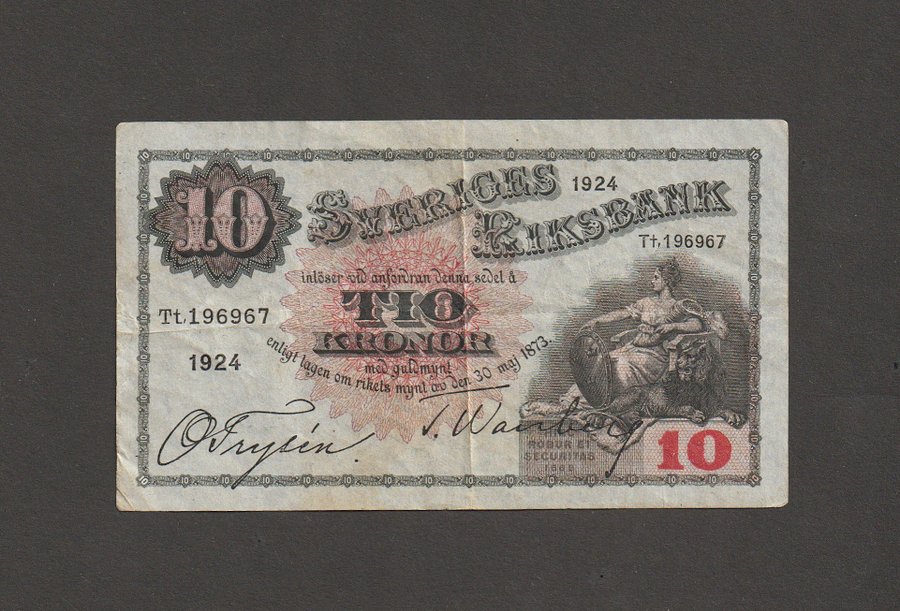 10
SVERIGES 1924
RIKSBANK
Tt,196967
inlöser vid anfordran denna sedel å
TIO
KRONOR
med guldmynt
enligt lagen om rikets mynt av den 30 maj 1873.
Tt,196967
1924
O Frysén.
ROBUR ET
SECURITAS
10